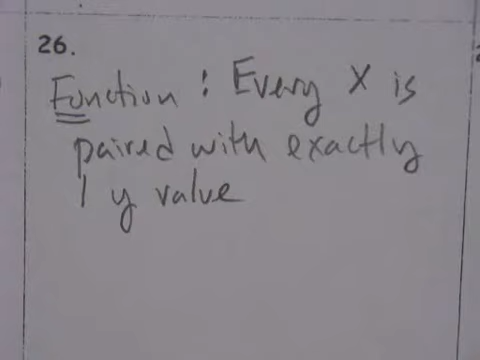 26.
Function : Every X is
paired with exactly
1 y value